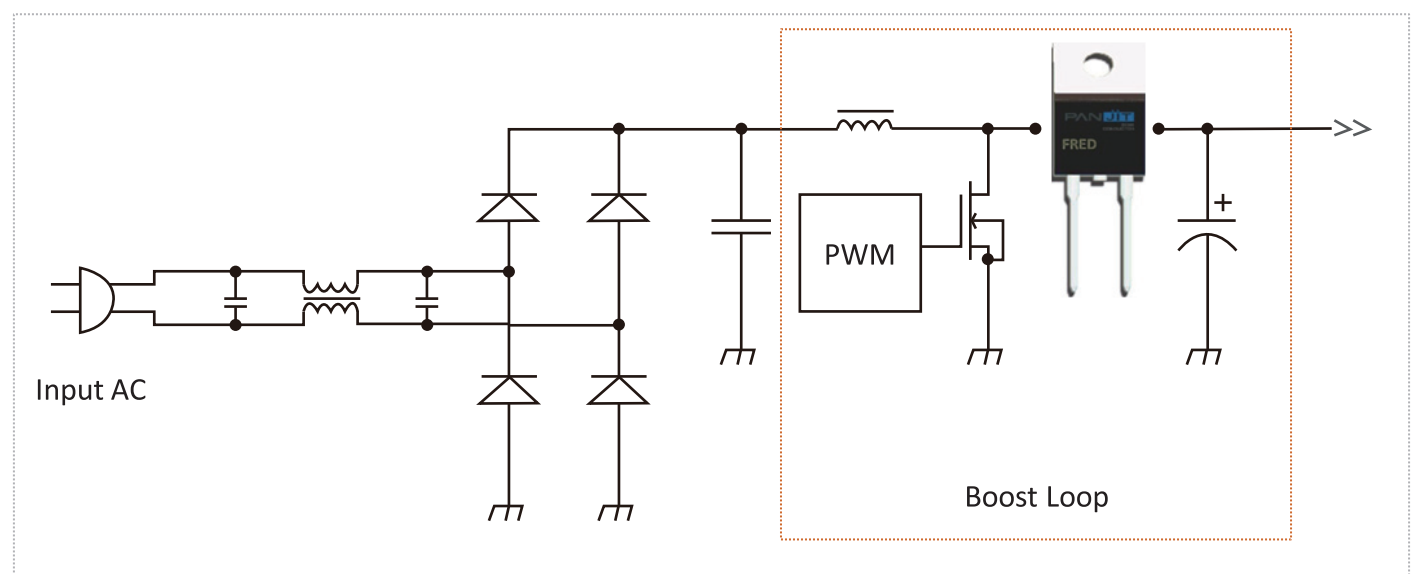 PANJIT
FRED
+
PWM
Input AC
Boost Loop